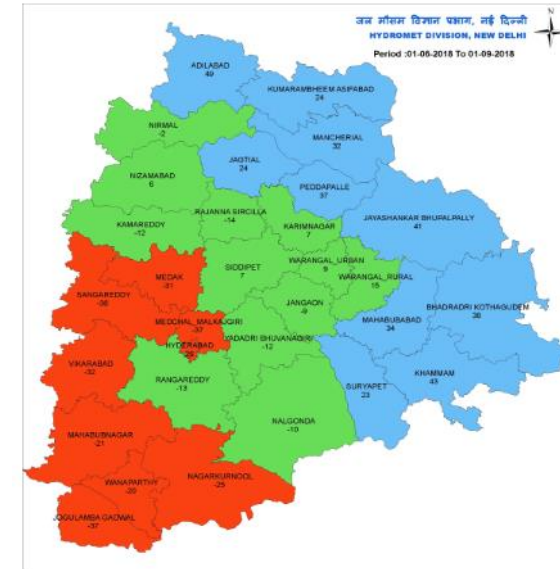 N
जल मौसम विज्ञान प्रभाग, नई दिल्ली
HYDROMET DIVISION, NEW DELHI
Period :01-06-2018 To 01-09-2018
ADILABAD
49
KUMARAMBHEEM ASIFABAD
24
NIRMAL
-2
MANCHERIAL
32
JAGTIAL
24
NIZAMABAD
6
PEDDAPALLE
37
RAJANNA SIRCILLA
-14
KAMAREDDY
-12
KARIMNAGAR
7
JAYASHANKAR BHUPALPALLY
41
WARANGAL_URBAN
9
SIDDIPET
7
MEDAK
-31
WARANGAL_RURAL
15
SANGAREDDY
JANGAON
-9
BHADRADRI KOTHAGUDEM
MEDCHAL_MALKAJGIRI
-37
MAHABUBABAD
34
YADADRI BHUVANAGIRI
-12
HYDERABAD
VIKARABAD
-32
KHAMMAM
43
RANGAREDDY
-13
SURYAPET
23
NALGONDA
-10
MAHABUBNAGAR
-21
NAGARKURNOOL
-25
WANAPARTHY
-20
JOGULAMBA GADWAL
-37